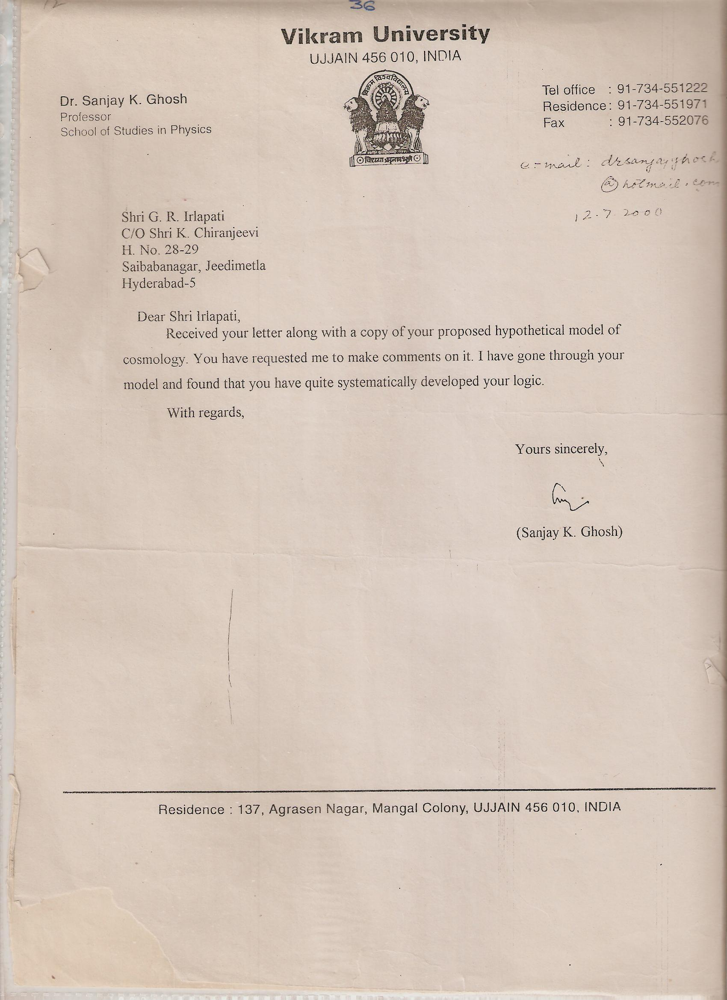 12
36
Vikram University
UJJAIN 456 010, INDIA
विक्रम विश्वविद्यालय
Dr. Sanjay K. Ghosh
Professor
School of Studies in Physics
Tel office : 91-734-551222
Residence : 91-734-551971
Fax : 91-734-552076
e-mail: drsanjayghosh
@hotmail.com
12.7.2000
Shri G. R. Irlapati
C/O Shri K. Chiranjeevi
H. No. 28-29
Saibabanagar, Jeedimetla
Hyderabad-5
Dear Shri Irlapati,
Received your letter along with a copy of your proposed hypothetical model of
cosmology. You have requested me to make comments on it. I have gone through your
model and found that you have quite systematically developed your logic.
With regards,
Yours sincerely,
(Sanjay K. Ghosh)
Residence : 137, Agrasen Nagar, Mangal Colony, UJJAIN 456 010, INDIA